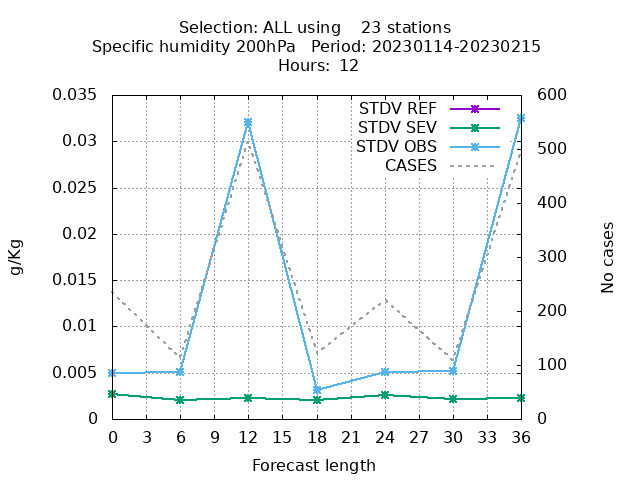 Selection: ALL using    23 stations
Specific humidity 200hPa   Period: 20230114-20230215
Hours:  12
STDV REF
STDV SEV
STDV OBS
CASES
g/Kg
0.035
0.03
0.025
0.02
0.015
0.01
0.005
0
600
500
400
300
200
100
0
No cases
0 3 6 9 12 15 18 21 24 27 30 33 36
Forecast length